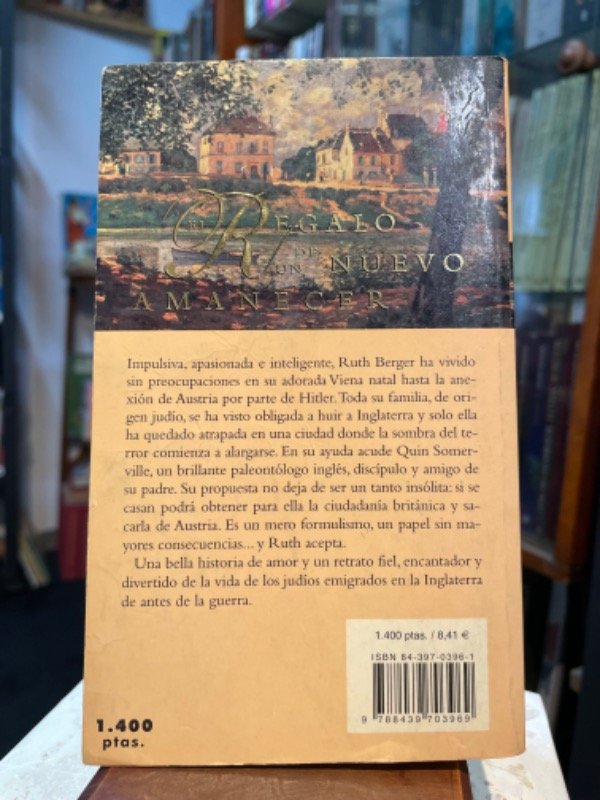 EL REGALO
DE
UN NUEVO
AMANECER
Impulsiva, apasionada e inteligente, Ruth Berger ha vivido
sin preocupaciones en su adorada Viena natal hasta la ane-
xión de Austria por parte de Hitler. Toda su familia, de ori-
gen judío, se ha visto obligada a huir a Inglaterra y solo ella
ha quedado atrapada en una ciudad donde la sombra del te-
rror comienza a alargarse. En su ayuda acude Quin Somer-
ville, un brillante paleontólogo inglés, discípulo y amigo de
su padre. Su propuesta no deja de ser un tanto insólita: si se
casan podrá obtener para ella la ciudadanía británica y sa-
carla de Austria. Es un mero formulismo, un papel sin ma-
yores consecuencias... y Ruth acepta.
Una bella historia de amor y un retrato fiel, encantador y
divertido de la vida de los judíos emigrados en la Inglaterra
de antes de la guerra.
1.400 ptas. / 8,41 €
ISBN 84-397-0396-1
9 788439 703969
1.400
ptas.